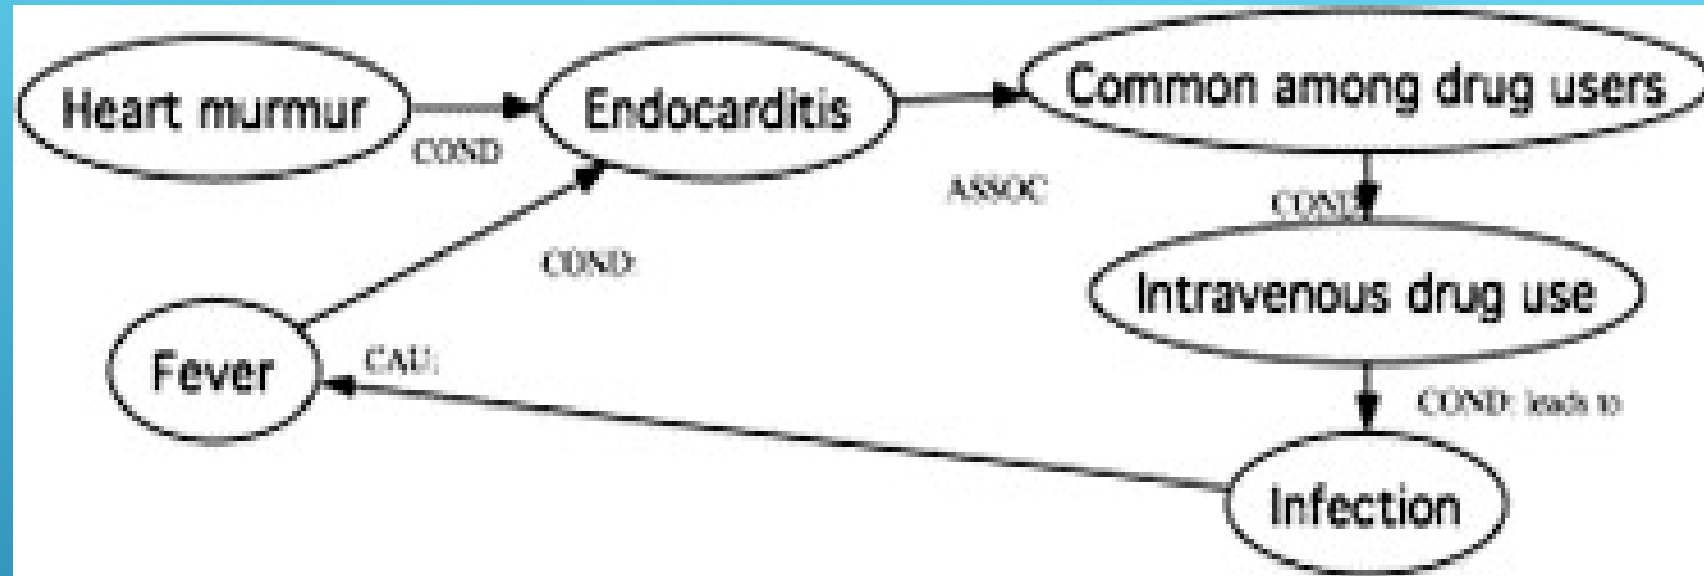 Heart murmur
COND
Endocarditis
ASSOC
Common among drug users
COND
Intravenous drug use
COND: leads to
Infection
CAU:
Fever
COND: